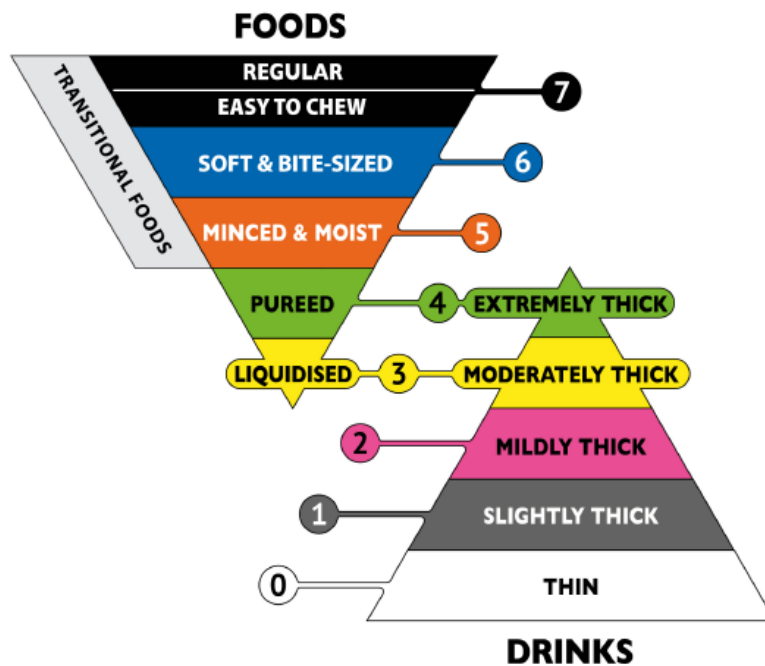 FOODS
TRANSITIONAL FOODS
REGULAR
EASY TO CHEW
7
SOFT & BITE-SIZED
6
MINCED & MOIST
5
PUREED
4
EXTREMELY THICK
LIQUIDISED
3
MODERATELY THICK
2
MILDLY THICK
1
SLIGHTLY THICK
0
THIN
DRINKS